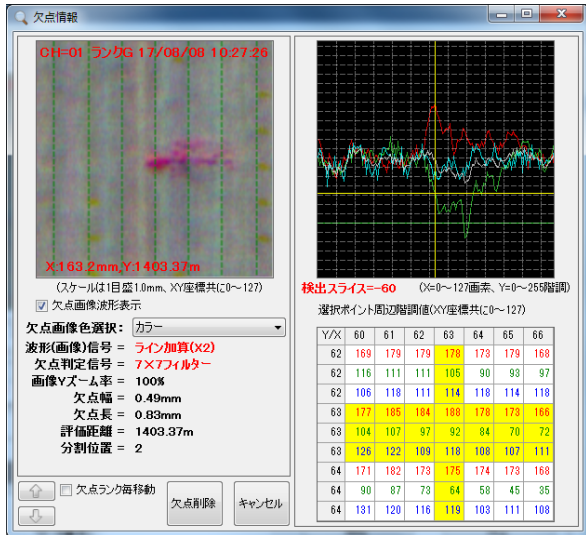 欠点情報
CH=01 ランクG 17/08/08 10:27:26
X:163.2mm,Y:1403.37m
(スケールは1目盛1.0mm、XY座標共に0～127)
欠点画像波形表示
欠点画像色選択： カラー
波形(画像)信号 = ライン加算(X2)
欠点判定信号 = 7×7フィルター
画像Yズーム率 = 100%
欠点幅 = 0.49mm
欠点長 = 0.83mm
評価距離 = 1403.37m
分割位置 = 2
欠点ランク毎移動
欠点削除
キャンセル
検出スライス=-60 (X=0～127画素、Y=0～255階調)
選択ポイント周辺階調値(XY座標共に0～127)
Y/X 60 61 62 63 64 65 66
62 169 179 179 178 173 179 168
62 116 111 111 105 90 93 97
62 106 118 111 114 118 114 118
63 177 185 184 188 178 173 166
63 104 107 97 92 84 70 72
63 126 122 109 118 108 107 111
64 171 182 173 175 174 173 168
64 90 87 73 64 58 45 35
64 131 120 116 119 103 111 108